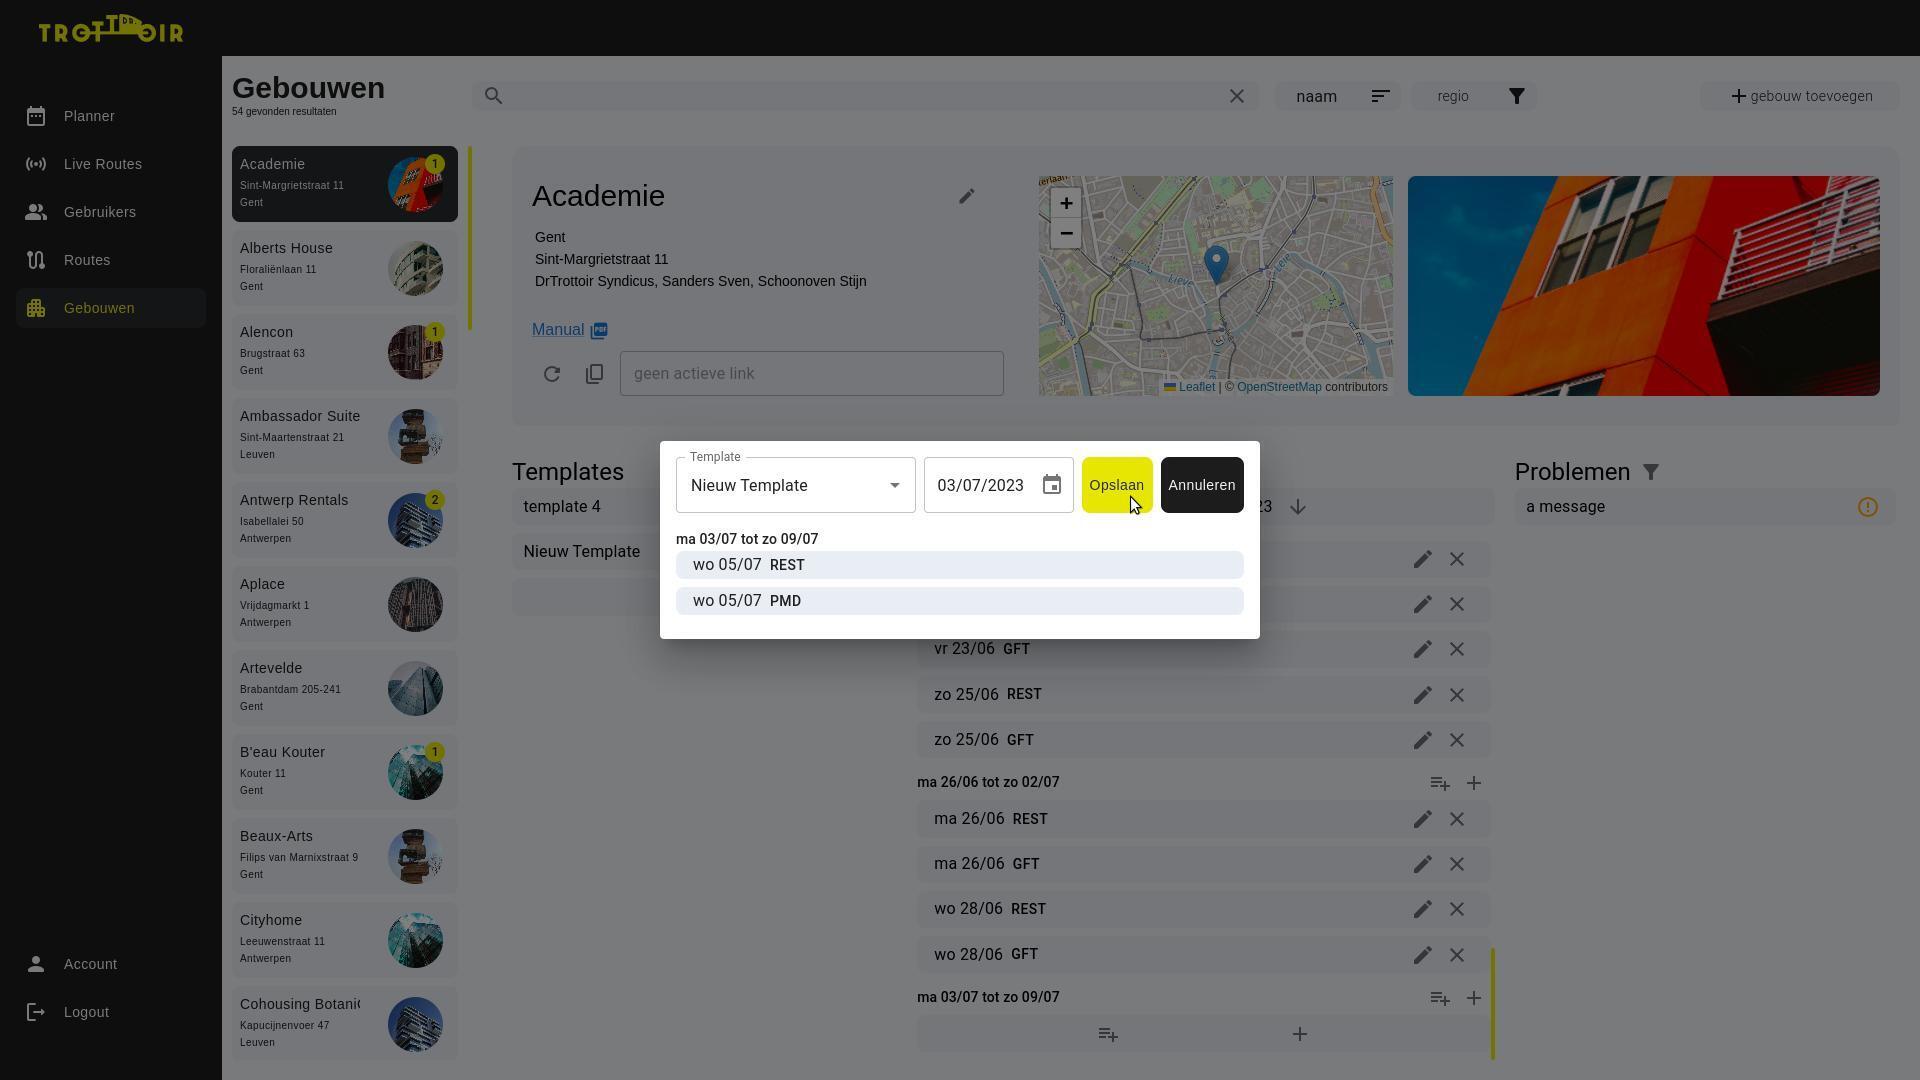 TROTTOIR
DR.
Planner
Live Routes
Gebruikers
Routes
Gebouwen
Account
Logout
Gebouwen
54 gevonden resultaten
naam
regio
gebouw toevoegen
Academie
Sint-Margrietstraat 11
Gent
1
Alberts House
Floraliënlaan 11
Gent
Alencon
Brugstraat 63
Gent
1
Ambassador Suite
Sint-Maartenstraat 21
Leuven
Antwerp Rentals
Isabellalei 50
Antwerpen
2
Aplace
Vrijdagmarkt 1
Antwerpen
Artevelde
Brabantdam 205-241
Gent
B'eau Kouter
Kouter 11
Gent
1
Beaux-Arts
Filips van Marnixstraat 9
Gent
Cityhome
Leeuwenstraat 11
Antwerpen
Cohousing Botani
Kapucijnenvoer 47
Leuven
Academie
Gent
Sint-Margrietstraat 11
DrTrottoir Syndicus, Sanders Sven, Schoonoven Stijn
Manual
PDF
geen actieve link
+
−
Lieve
Leie
Leaflet | © OpenStreetMap contributors
Templates
template 4
Nieuw Template
Template
Nieuw Template
03/07/2023
Opslaan
Annuleren
ma 03/07 tot zo 09/07
wo 05/07 REST
wo 05/07 PMD
23
vr 23/06 GFT
zo 25/06 REST
zo 25/06 GFT
ma 26/06 tot zo 02/07
ma 26/06 REST
ma 26/06 GFT
wo 28/06 REST
wo 28/06 GFT
ma 03/07 tot zo 09/07
Problemen
a message